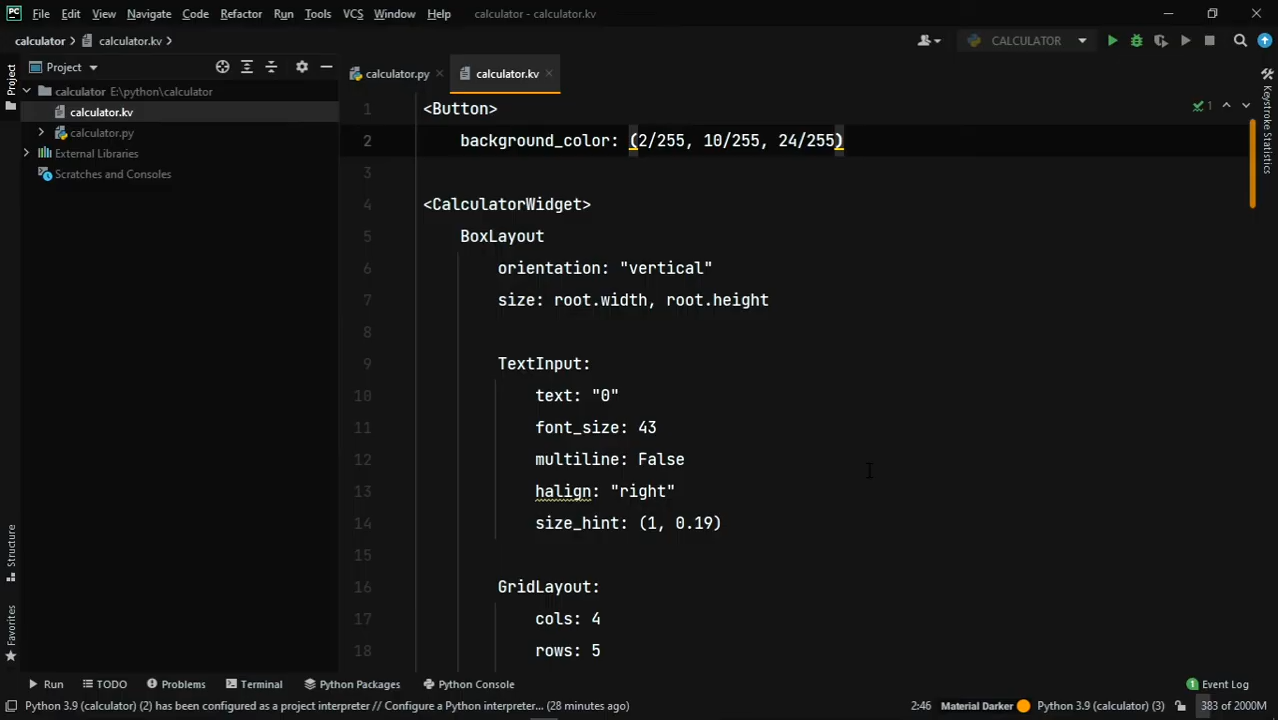 PC File Edit View Navigate Code Refactor Run Tools VCS Window Help calculator - calculator.kv
calculator calculator.kv CALCULATOR
Project Project calculator.py calculator.kv
calculator E:\python\calculator
calculator.kv
calculator.py
External Libraries
Scratches and Consoles
1 <Button>
2 background_color: (2/255, 10/255, 24/255)
3
4 <CalculatorWidget>
5 BoxLayout
6 orientation: "vertical"
7 size: root.width, root.height
8
9 TextInput:
10 text: "0"
11 font_size: 43
12 multiline: False
13 halign: "right"
14 size_hint: (1, 0.19)
15
16 GridLayout:
17 cols: 4
18 rows: 5
1
Keystroke Statistics
Structure
Favorites
Run TODO Problems Terminal Python Packages Python Console 1 Event Log
Python 3.9 (calculator) (2) has been configured as a project interpreter // Configure a Python interpreter... (28 minutes ago) 2:46 Material Darker Python 3.9 (calculator) (3) 383 of 2000M